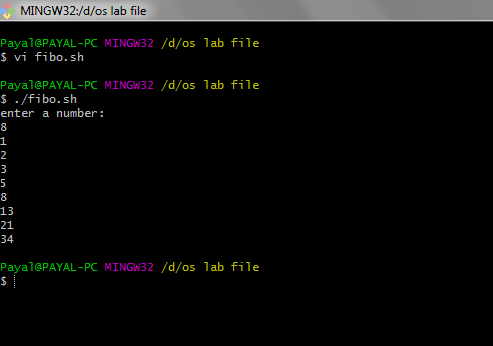 MINGW32:/d/os lab file
Payal@PAYAL-PC MINGW32 /d/os lab file
$ vi fibo.sh
Payal@PAYAL-PC MINGW32 /d/os lab file
$ ./fibo.sh
enter a number:
8
1
2
3
5
8
13
21
34
Payal@PAYAL-PC MINGW32 /d/os lab file
$